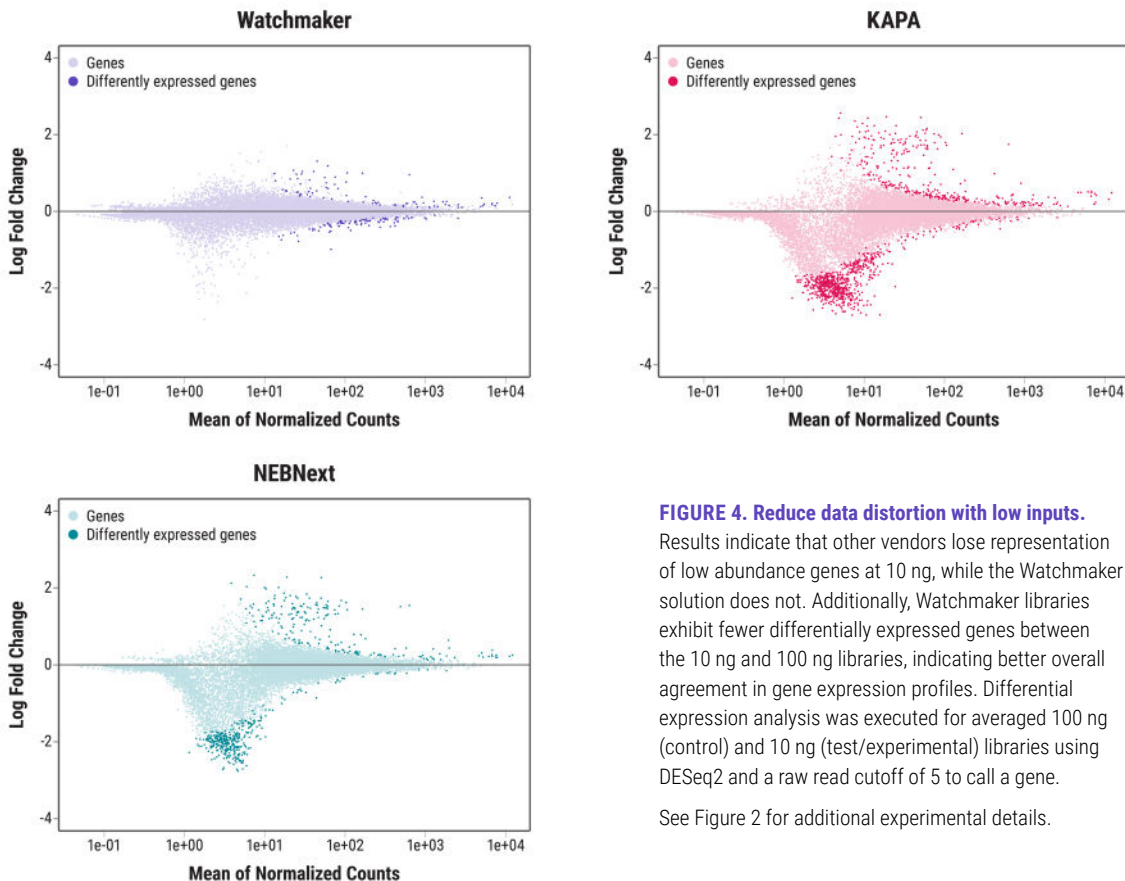 Watchmaker
4
2
0
-2
-4
Log Fold Change
Genes
Differently expressed genes
1e-01 1e+00 1e+01 1e+02 1e+03 1e+04
Mean of Normalized Counts
KAPA
4
2
0
-2
-4
Log Fold Change
Genes
Differently expressed genes
1e-01 1e+00 1e+01 1e+02 1e+03 1e+04
Mean of Normalized Counts
NEBNext
4
2
0
-2
-4
Log Fold Change
Genes
Differently expressed genes
1e-01 1e+00 1e+01 1e+02 1e+03 1e+04
Mean of Normalized Counts
FIGURE 4. Reduce data distortion with low inputs.
Results indicate that other vendors lose representation
of low abundance genes at 10 ng, while the Watchmaker
solution does not. Additionally, Watchmaker libraries
exhibit fewer differentially expressed genes between
the 10 ng and 100 ng libraries, indicating better overall
agreement in gene expression profiles. Differential
expression analysis was executed for averaged 100 ng
(control) and 10 ng (test/experimental) libraries using
DESeq2 and a raw read cutoff of 5 to call a gene.
See Figure 2 for additional experimental details.